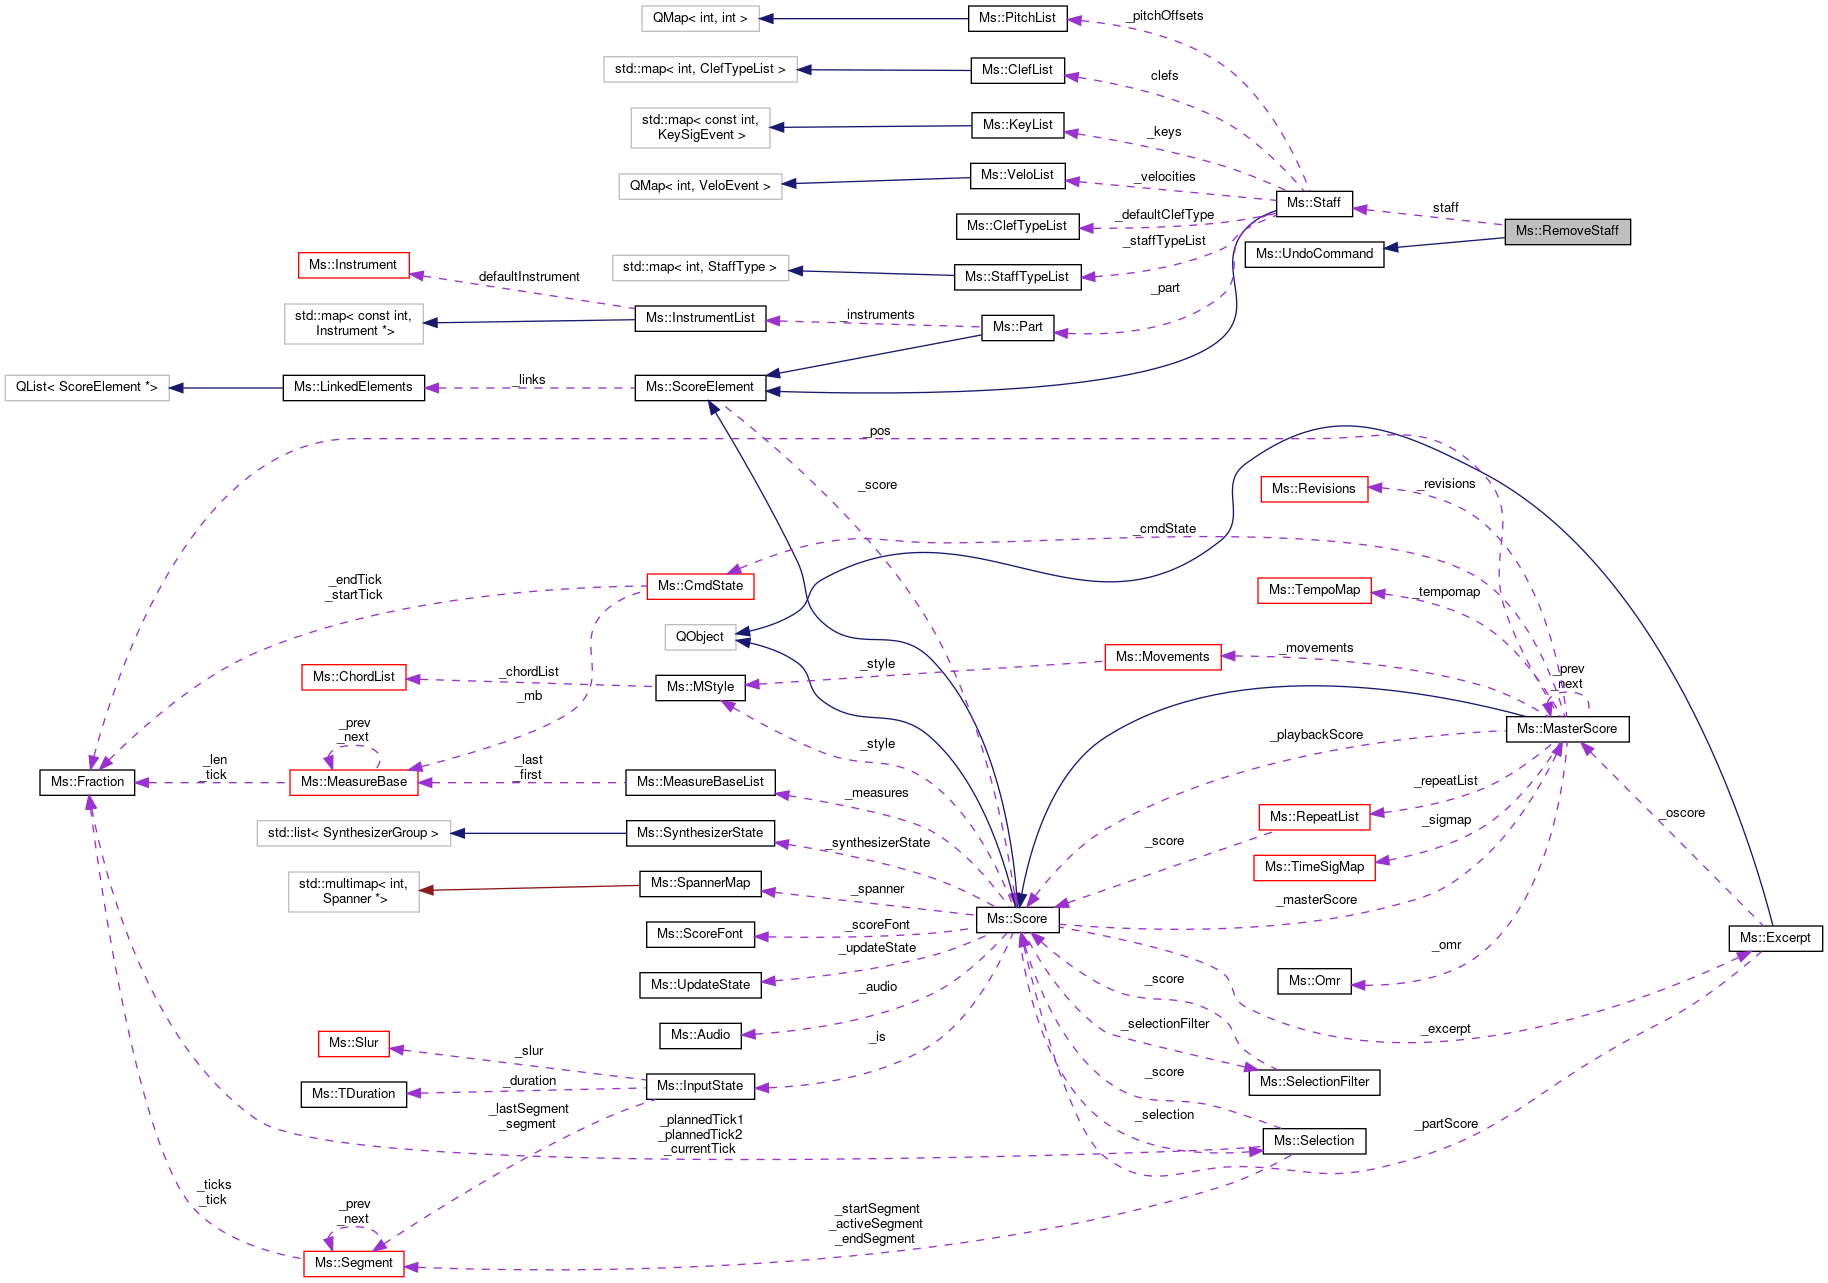 QMap< int, int >
Ms::PitchList
_pitchOffsets
std::map< int, ClefTypeList >
Ms::ClefList
clefs
std::map< const int,
KeySigEvent >
Ms::KeyList
_keys
QMap< int, VeloEvent >
Ms::VeloList
_velocities
Ms::Staff
staff
Ms::RemoveStaff
Ms::ClefTypeList
_defaultClefType
Ms::UndoCommand
std::map< int, StaffType >
Ms::StaffTypeList
_staffTypeList
Ms::Instrument
_defaultInstrument
std::map< const int,
Instrument *>
Ms::InstrumentList
_instruments
Ms::Part
_part
QList< ScoreElement *>
Ms::LinkedElements
_links
Ms::ScoreElement
_pos
_score
Ms::Revisions
_revisions
_cmdState
_endTick
_startTick
Ms::CmdState
Ms::TempoMap
_tempomap
QObject
Ms::ChordList
_chordList
Ms::MStyle
_style
Ms::Movements
_movements
_mb
_prev
_next
Ms::MasterScore
_prev
_next
_style
_playbackScore
Ms::Fraction
_len
_tick
Ms::MeasureBase
_last
_first
Ms::MeasureBaseList
_measures
_repeatList
Ms::RepeatList
_oscore
std::list< SynthesizerGroup >
Ms::SynthesizerState
_synthesizerState
_score
_sigmap
Ms::TimeSigMap
std::multimap< int,
Spanner *>
Ms::SpannerMap
_spanner
_masterScore
Ms::Score
Ms::ScoreFont
_scoreFont
_updateState
Ms::Excerpt
_omr
Ms::UpdateState
_audio
_score
Ms::Omr
Ms::Audio
_is
_selectionFilter
_excerpt
Ms::Slur
_slur
Ms::TDuration
_duration
Ms::InputState
_score
Ms::SelectionFilter
_lastSegment
_segment
_plannedTick1
_plannedTick2
_currentTick
_selection
Ms::Selection
_partScore
_ticks
_tick
_prev
_next
_startSegment
_activeSegment
_endSegment
Ms::Segment